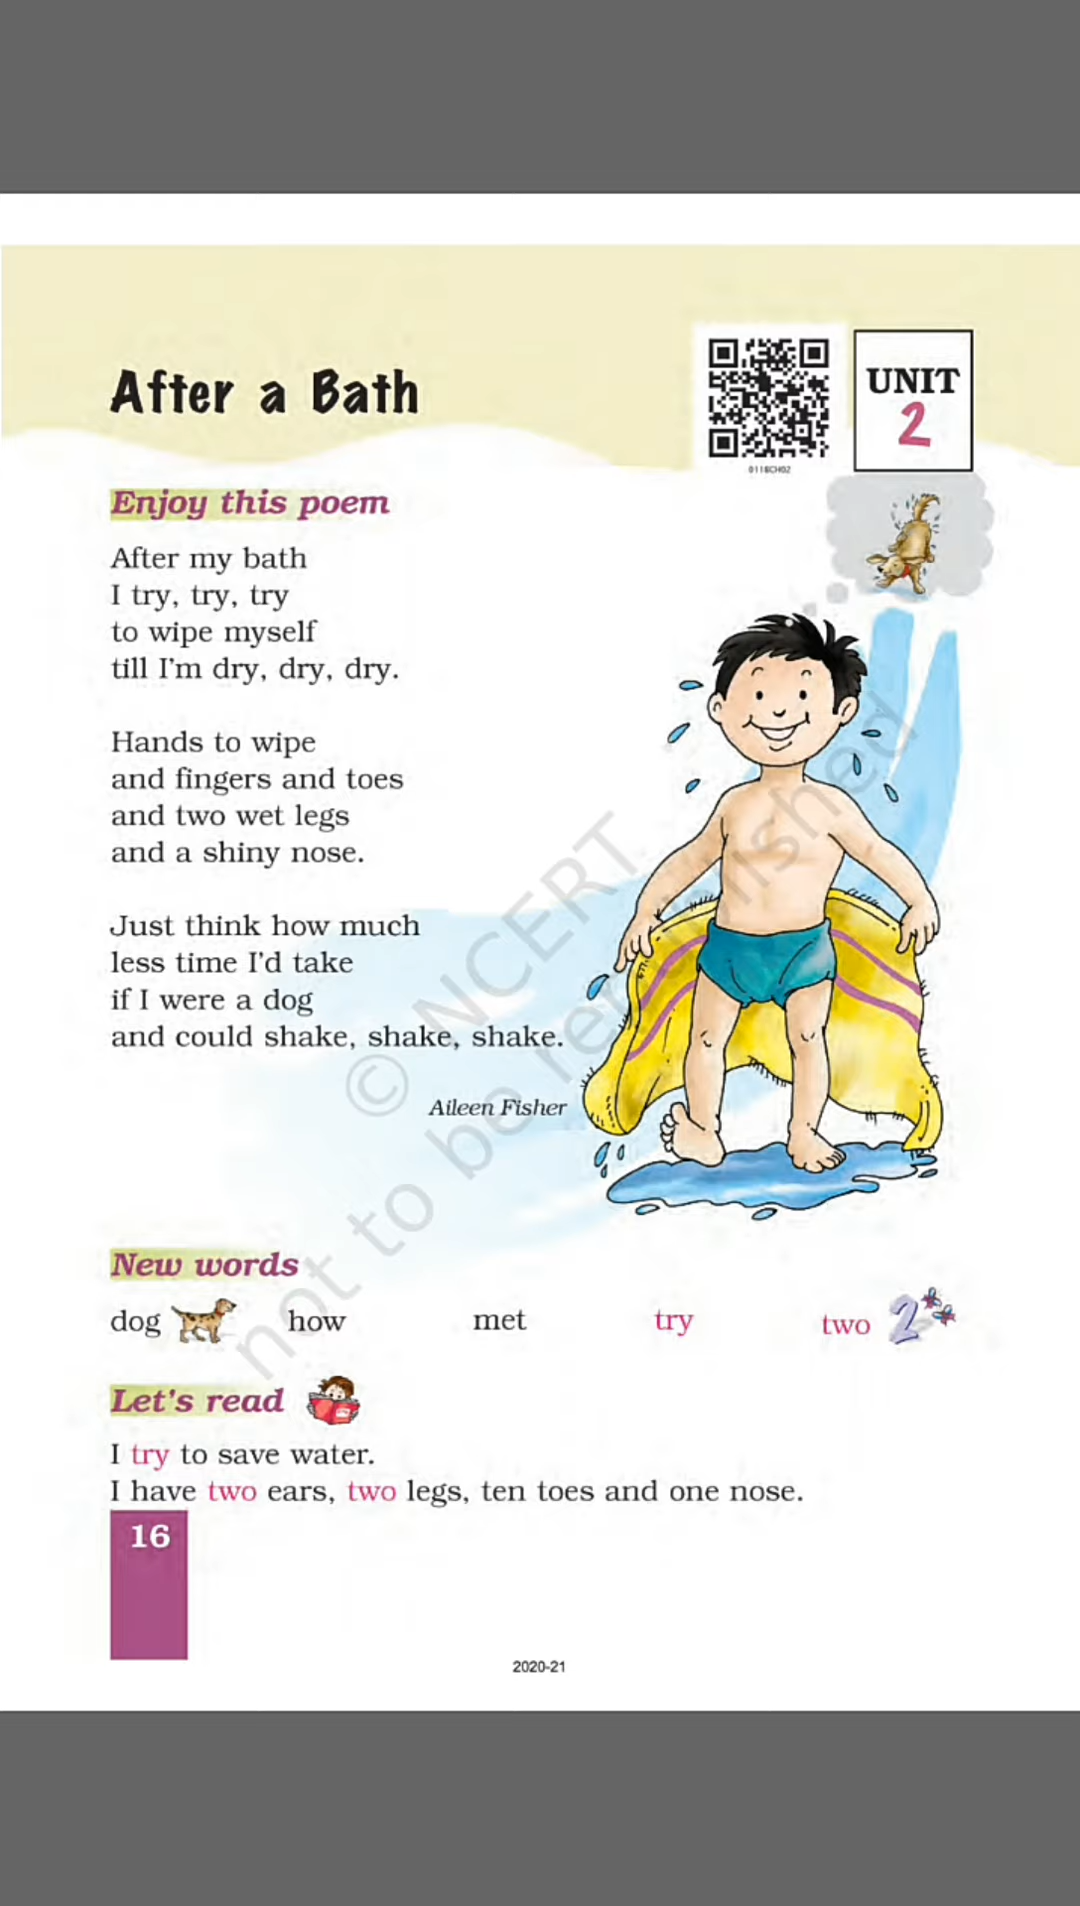 After a Bath
UNIT
2
0118CH02
Enjoy this poem
After my bath
I try, try, try
to wipe myself
till I'm dry, dry, dry.
Hands to wipe
and fingers and toes
and two wet legs
and a shiny nose.
Just think how much
less time I'd take
if I were a dog
and could shake, shake, shake.
Aileen Fisher
© NCERT
not to be republished
New words
dog how met try two 2
Let's read
I try to save water.
I have two ears, two legs, ten toes and one nose.
16
2020-21